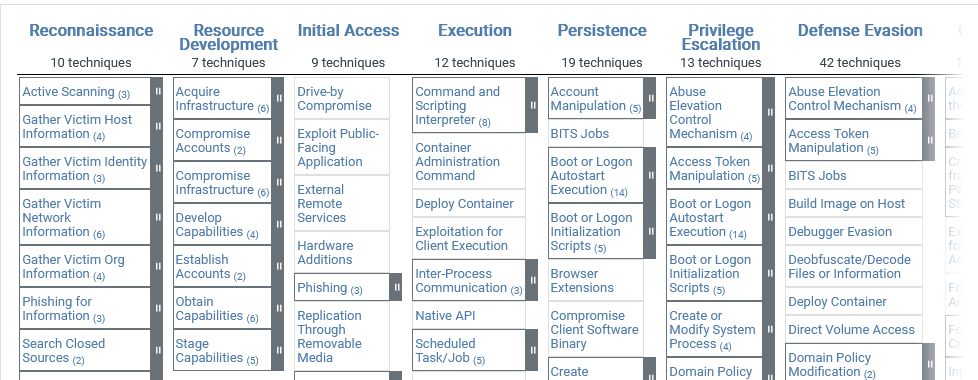 Reconnaissance
10 techniques
Active Scanning (3)
Gather Victim Host
Information (4)
Gather Victim Identity
Information (3)
Gather Victim
Network
Information (6)
Gather Victim Org
Information (4)
Phishing for
Information (3)
Search Closed
Sources (2)
Resource
Development
7 techniques
Acquire
Infrastructure (6)
Compromise
Accounts (2)
Compromise
Infrastructure (6)
Develop
Capabilities (4)
Establish
Accounts (2)
Obtain
Capabilities (6)
Stage
Capabilities (5)
Initial Access
9 techniques
Drive-by
Compromise
Exploit Public-
Facing
Application
External
Remote
Services
Hardware
Additions
Phishing (3)
Replication
Through
Removable
Media
Execution
12 techniques
Command and
Scripting
Interpreter (8)
Container
Administration
Command
Deploy Container
Exploitation for
Client Execution
Inter-Process
Communication (3)
Native API
Scheduled
Task/Job (5)
Persistence
19 techniques
Account
Manipulation (5)
BITS Jobs
Boot or Logon
Autostart
Execution (14)
Boot or Logon
Initialization
Scripts (5)
Browser
Extensions
Compromise
Client Software
Binary
Create
Privilege
Escalation
13 techniques
Abuse
Elevation
Control
Mechanism (4)
Access Token
Manipulation (5)
Boot or Logon
Autostart
Execution (14)
Boot or Logon
Initialization
Scripts (5)
Create or
Modify System
Process (4)
Domain Policy
Defense Evasion
42 techniques
Abuse Elevation
Control Mechanism (4)
Access Token
Manipulation (5)
BITS Jobs
Build Image on Host
Debugger Evasion
Deobfuscate/Decode
Files or Information
Deploy Container
Direct Volume Access
Domain Policy
Modification (2)